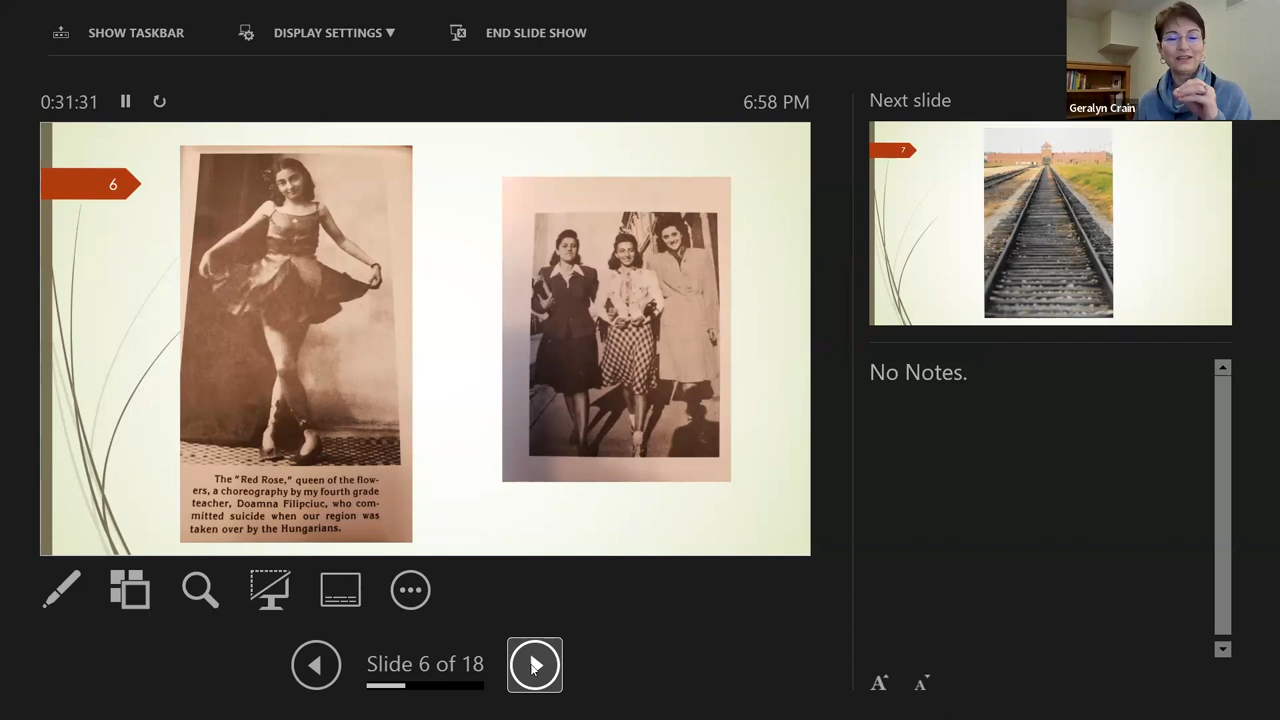 SHOW TASKBAR
DISPLAY SETTINGS ▼
END SLIDE SHOW
Geralyn Crain
0:31:31
6:58 PM
Next slide
6
7
The "Red Rose," queen of the flow-
ers, a choreography by my fourth grade
teacher, Doamna Filipciuc, who com-
mitted suicide when our region was
taken over by the Hungarians.
No Notes.
Slide 6 of 18
A A